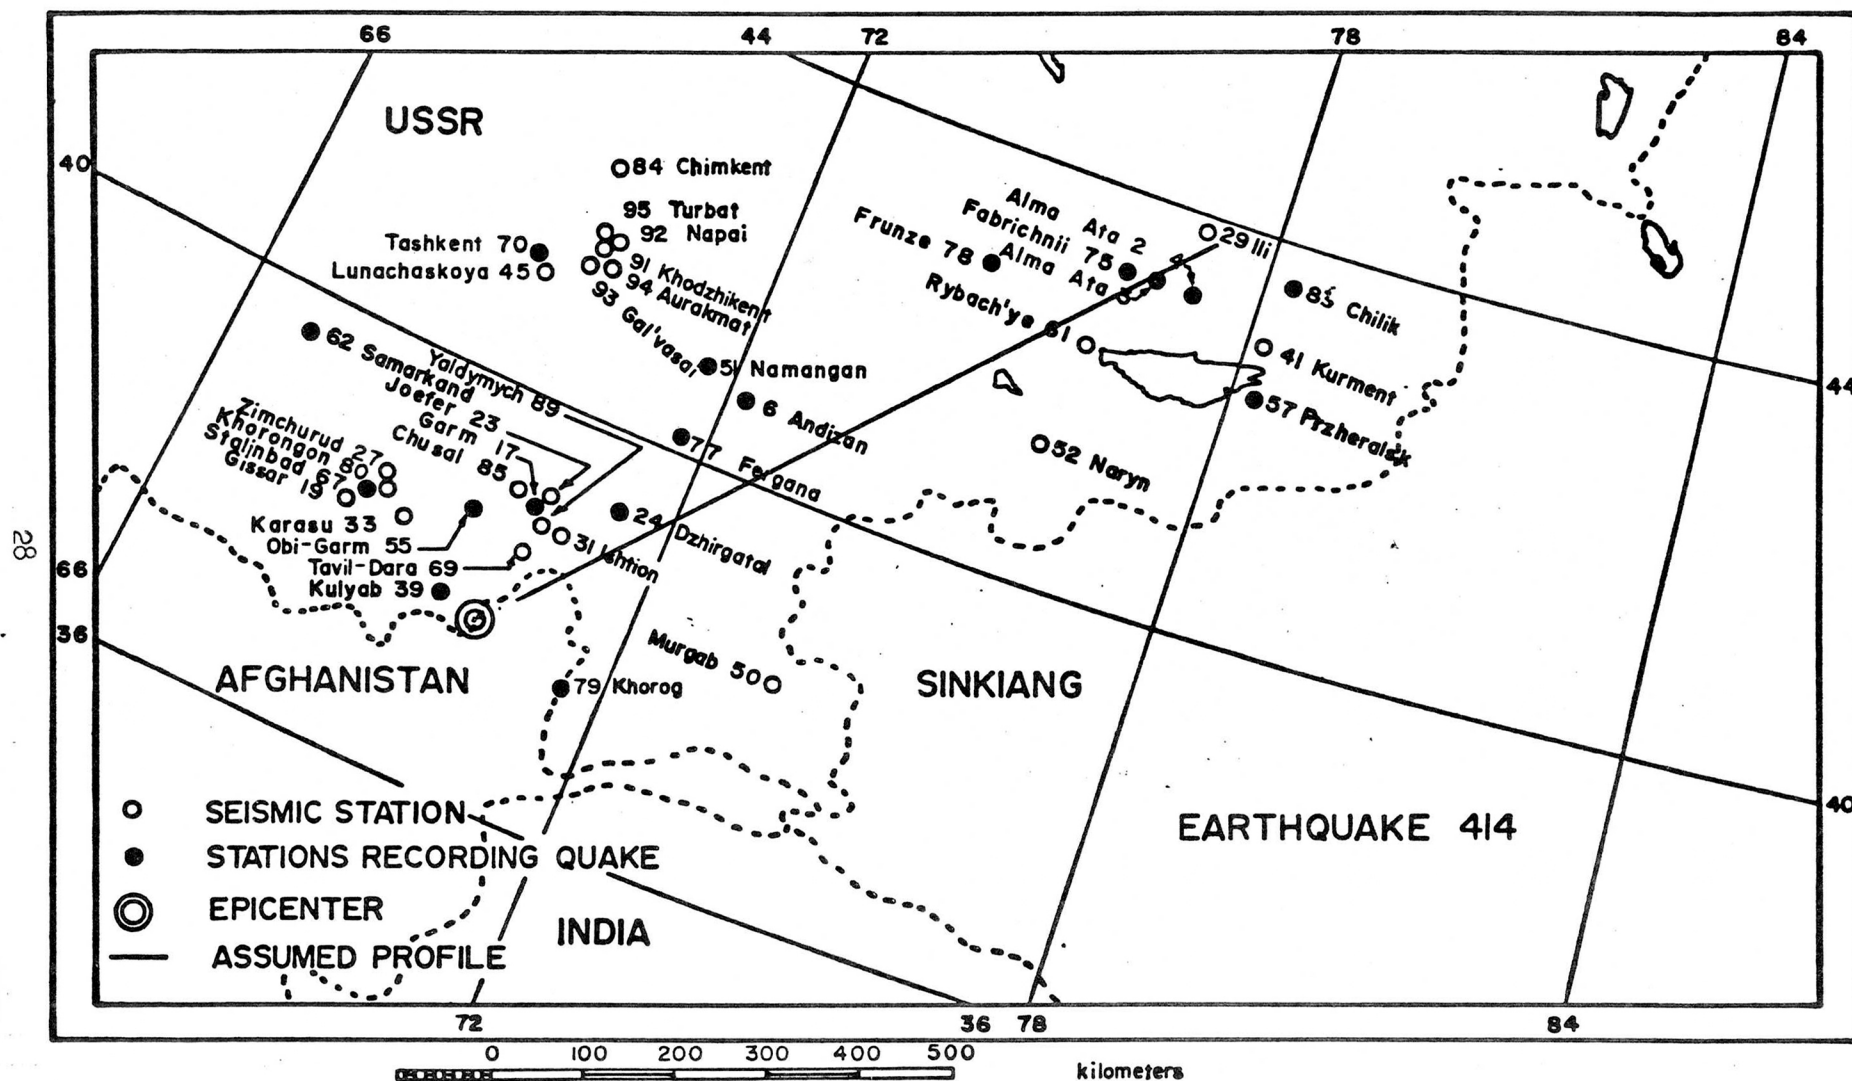 66 44 72 78 84
USSR
40
84 Chimkent
95 Turbat
92 Napai
Tashkent 70
Lunachaskoya 45
91 Khodzhikent
94 Aurakmat
93 Gal'vasai
Alma Ata 2
Fabrichnii 75
Frunze 78
Alma Ata
4
3
Rybach'ye 61
29 Ili
83 Chilik
41 Kurment
57 Przheralsk
44
62 Samarkand
Yaldymych 89
Joefer 23
Garm 17
Chusal 85
51 Namangan
6 Andizan
77 Fergana
52 Naryn
Zimchurud 27
Khorongon 80
Stalinbad 67
Gissar 19
Karasu 33
Obi-Garm 55
Tavil-Dara 69
Kulyab 39
31 Ishtion
24 Dzhirgatal
28
66
36
AFGHANISTAN
79 Khorog
Murgab 50
SINKIANG
40
SEISMIC STATION
STATIONS RECORDING QUAKE
EPICENTER
ASSUMED PROFILE
INDIA
EARTHQUAKE 414
72 36 78 84
0 100 200 300 400 500
kilometers